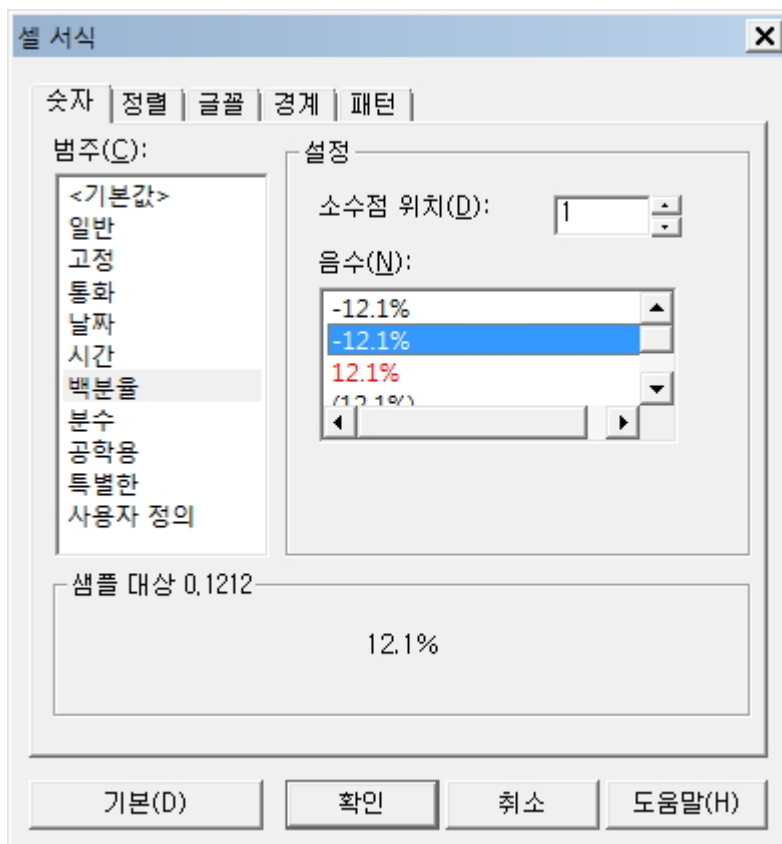 셀 서식
숫자 정렬 글꼴 경계 패턴
범주(C):
<기본값>
일반
고정
통화
날짜
시간
백분율
분수
공학용
특별한
사용자 정의
설정
소수점 위치(D): 1
음수(N):
-12.1%
-12.1%
12.1%
(12.1%)
샘플 대상 0.1212
12.1%
기본(D) 확인 취소 도움말(H)